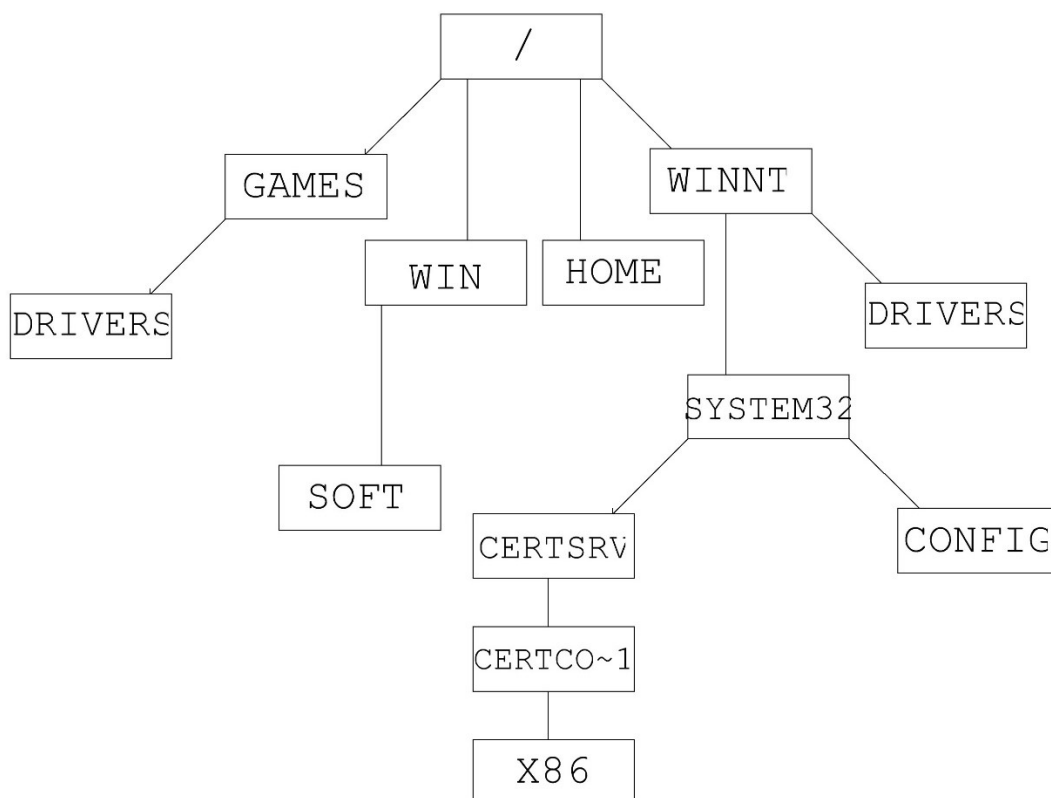 /
GAMES
WINNT
WIN
HOME
DRIVERS
DRIVERS
SYSTEM32
SOFT
CERTSRV
CONFIG
CERTCO~1
X86